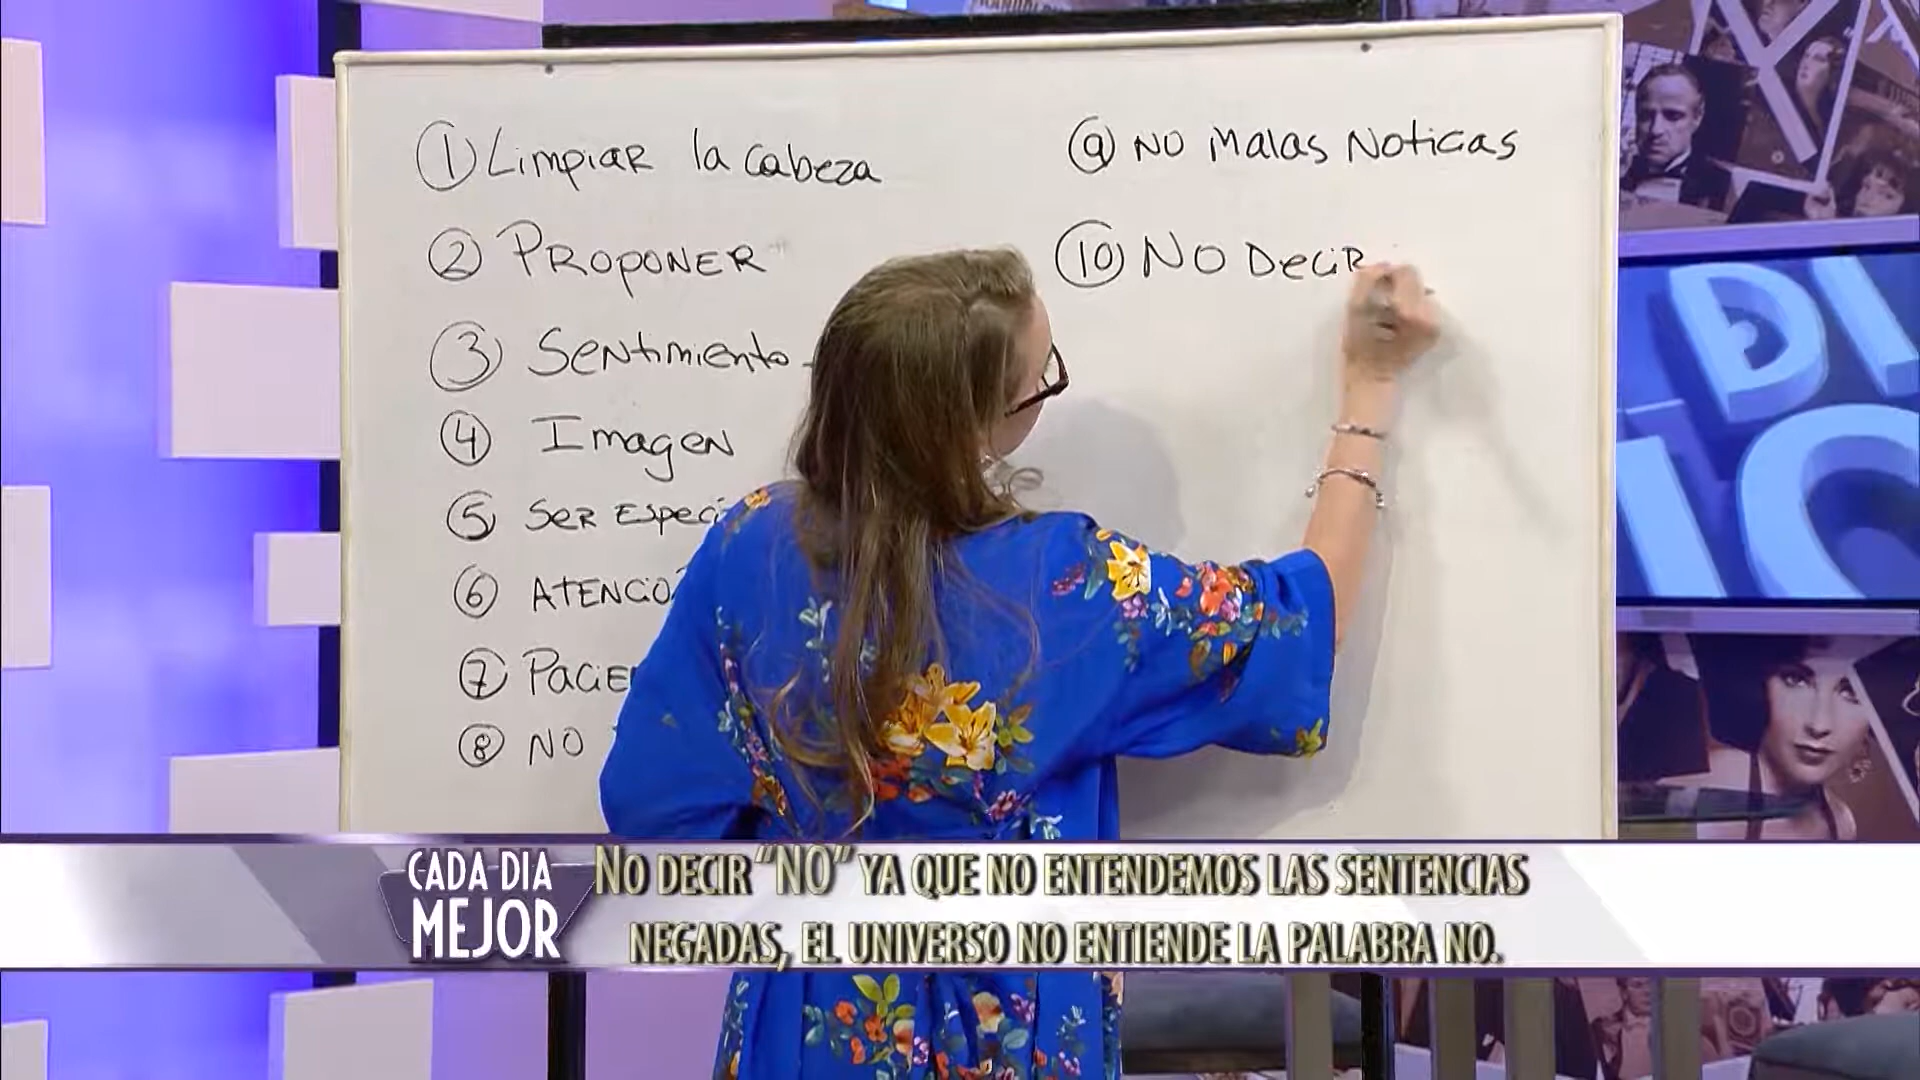 ① Limpiar la cabeza
② Proponer
③ Sentimiento
④ Imagen
⑤ Ser
⑥
⑦
⑧ NO
⑨ NO Malas Noticas
⑩ NO Decir
DI
CADA DIA
MEJOR
NO DECIR “NO” YA QUE NO ENTENDEMOS LAS SENTENCIAS
NEGADAS, EL UNIVERSO NO ENTIENDE LA PALABRA NO.